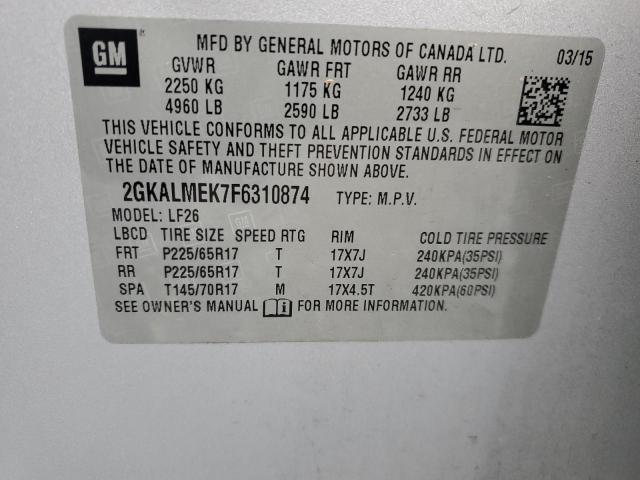 GM
MFD BY GENERAL MOTORS OF CANADA LTD. 03/15
GVWR GAWR FRT GAWR RR
2250 KG 1175 KG 1240 KG
4960 LB 2590 LB 2733 LB
THIS VEHICLE CONFORMS TO ALL APPLICABLE U.S. FEDERAL MOTOR
VEHICLE SAFETY AND THEFT PREVENTION STANDARDS IN EFFECT ON
THE DATE OF MANUFACTURE SHOWN ABOVE.
2GKALMEK7F6310874 TYPE: M.P.V.
MODEL: LF26
LBCD TIRE SIZE SPEED RTG RIM COLD TIRE PRESSURE
FRT P225/65R17 T 17X7J 240KPA(35PSI)
RR P225/65R17 T 17X7J 240KPA(35PSI)
SPA T145/70R17 M 17X4.5T 420KPA(60PSI)
SEE OWNER'S MANUAL i FOR MORE INFORMATION.